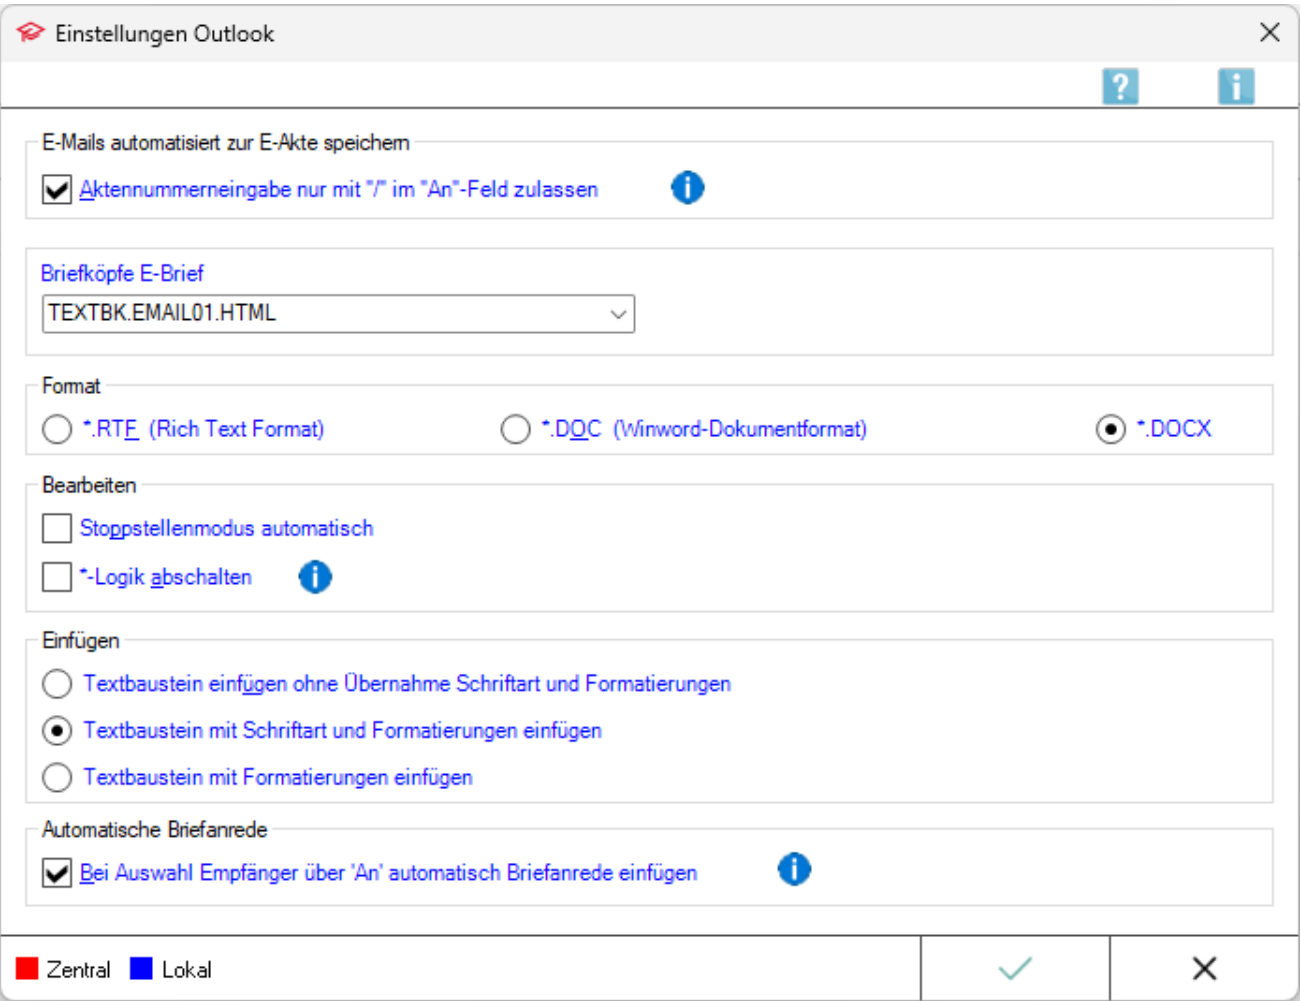 Einstellungen Outlook
?
i
E-Mails automatisiert zur E-Akte speichern
Aktennummerneingabe nur mit "/" im "An"-Feld zulassen
i
Briefköpfe E-Brief
TEXTBK.EMAIL01.HTML
Format
*.RTF (Rich Text Format)
*.DOC (Winword-Dokumentformat)
*.DOCX
Bearbeiten
Stoppstellenmodus automatisch
*-Logik abschalten
i
Einfügen
Textbaustein einfügen ohne Übernahme Schriftart und Formatierungen
Textbaustein mit Schriftart und Formatierungen einfügen
Textbaustein mit Formatierungen einfügen
Automatische Briefanrede
Bei Auswahl Empfänger über 'An' automatisch Briefanrede einfügen
i
Zentral
Lokal